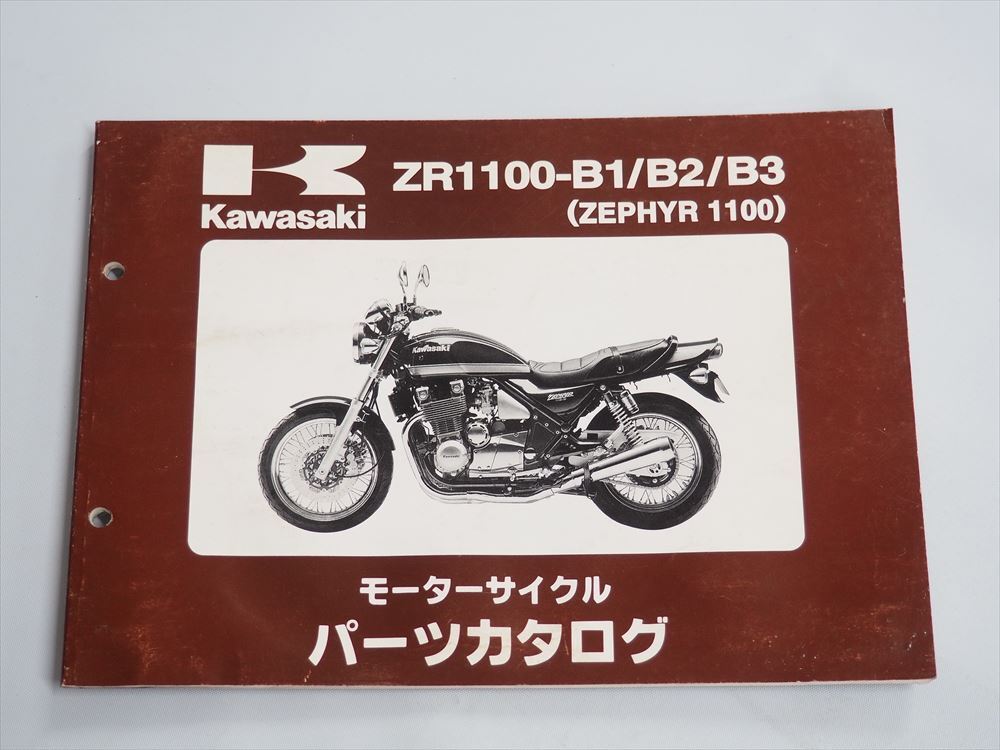 Kawasaki
ZR1100-B1/B2/B3
(ZEPHYR 1100)
Kawasaki
ZEPHYR
モーターサイクル
パーツカタログ